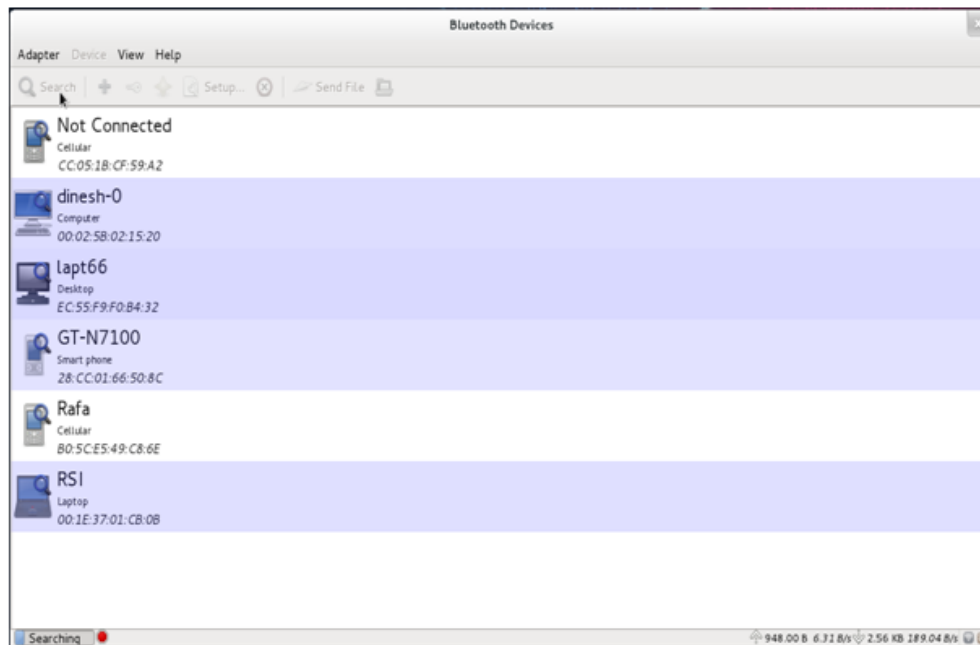 Bluetooth Devices
Adapter Device View Help
Search Setup... Send File
Not Connected
Cellular
CC:05:1B:CF:59:A2
dinesh-0
Computer
00:02:5B:02:15:20
lapt66
Desktop
EC:55:F9:F0:B4:32
GT-N7100
Smart phone
28:CC:01:66:50:8C
Rafa
Cellular
B0:5C:E5:49:C8:6E
RSI
Laptop
00:1E:37:01:CB:0B
Searching 948.00 B 6.31 B/s 2.56 KB 189.04 B/s